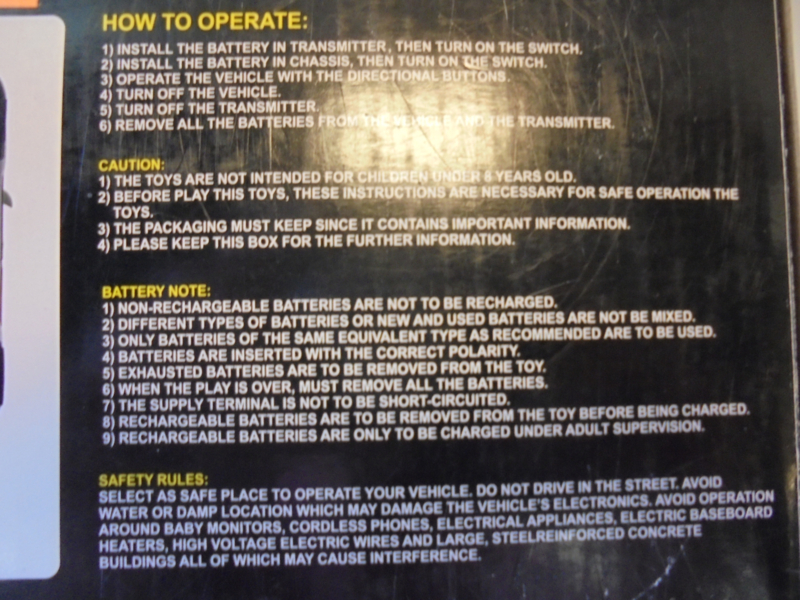 HOW TO OPERATE:
1) INSTALL THE BATTERY IN TRANSMITTER, THEN TURN ON THE SWITCH.
2) INSTALL THE BATTERY IN CHASSIS, THEN TURN ON THE SWITCH.
3) OPERATE THE VEHICLE WITH THE DIRECTIONAL BUTTONS.
4) TURN OFF THE VEHICLE.
5) TURN OFF THE TRANSMITTER.
6) REMOVE ALL THE BATTERIES FROM THE VEHICLE AND THE TRANSMITTER.
CAUTION:
1) THE TOYS ARE NOT INTENDED FOR CHILDREN UNDER 8 YEARS OLD.
2) BEFORE PLAY THIS TOYS, THESE INSTRUCTIONS ARE NECESSARY FOR SAFE OPERATION THE
TOYS.
3) THE PACKAGING MUST KEEP SINCE IT CONTAINS IMPORTANT INFORMATION.
4) PLEASE KEEP THIS BOX FOR THE FURTHER INFORMATION.
BATTERY NOTE:
1) NON-RECHARGEABLE BATTERIES ARE NOT TO BE RECHARGED.
2) DIFFERENT TYPES OF BATTERIES OR NEW AND USED BATTERIES ARE NOT BE MIXED.
3) ONLY BATTERIES OF THE SAME EQUIVALENT TYPE AS RECOMMENDED ARE TO BE USED.
4) BATTERIES ARE INSERTED WITH THE CORRECT POLARITY.
5) EXHAUSTED BATTERIES ARE TO BE REMOVED FROM THE TOY.
6) WHEN THE PLAY IS OVER, MUST REMOVE ALL THE BATTERIES.
7) THE SUPPLY TERMINAL IS NOT TO BE SHORT-CIRCUITED.
8) RECHARGEABLE BATTERIES ARE TO BE REMOVED FROM THE TOY BEFORE BEING CHARGED.
9) RECHARGEABLE BATTERIES ARE ONLY TO BE CHARGED UNDER ADULT SUPERVISION.
SAFETY RULES:
SELECT AS SAFE PLACE TO OPERATE YOUR VEHICLE. DO NOT DRIVE IN THE STREET. AVOID
WATER OR DAMP LOCATION WHICH MAY DAMAGE THE VEHICLE'S ELECTRONICS. AVOID OPERATION
AROUND BABY MONITORS, CORDLESS PHONES, ELECTRICAL APPLIANCES, ELECTRIC BASEBOARD
HEATERS, HIGH VOLTAGE ELECTRIC WIRES AND LARGE, STEELREINFORCED CONCRETE
BUILDINGS ALL OF WHICH MAY CAUSE INTERFERENCE.